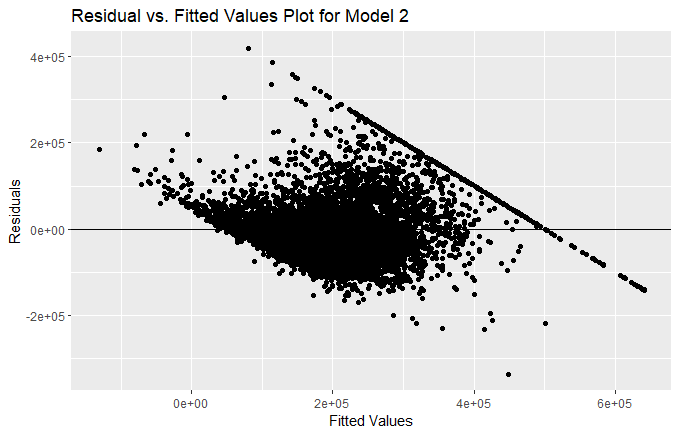 Residual vs. Fitted Values Plot for Model 2
4e+05
2e+05
0e+00
-2e+05
Residuals
0e+00 2e+05 4e+05 6e+05
Fitted Values